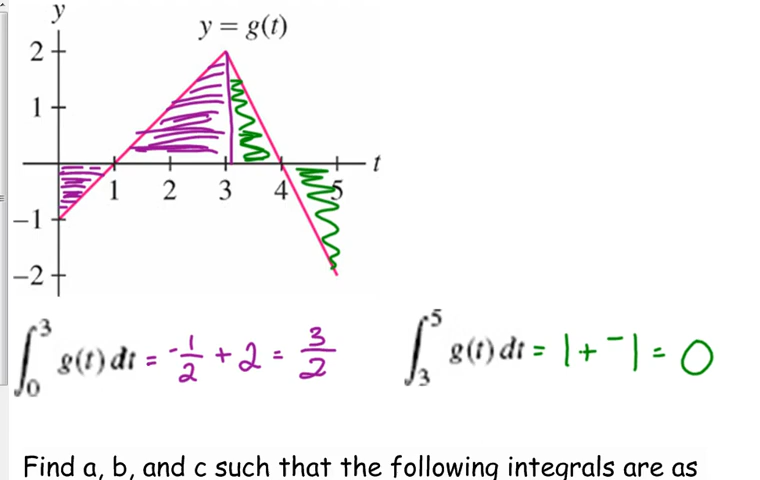 y
y = g(t)
2
1
1 2 3 4 5 t
−1
−2
∫₀³ g(t) dt = -1/2 + 2 = 3/2
∫₃⁵ g(t) dt = 1 + ⁻1 = 0
Find a, b, and c such that the following integrals are as